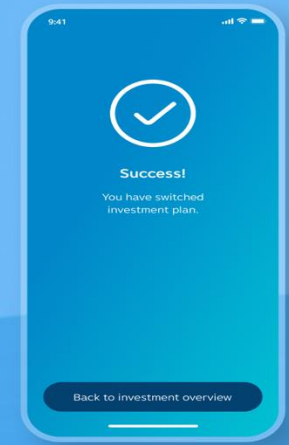 9:41
Success!
You have switched
investment plan.
Back to investment overview